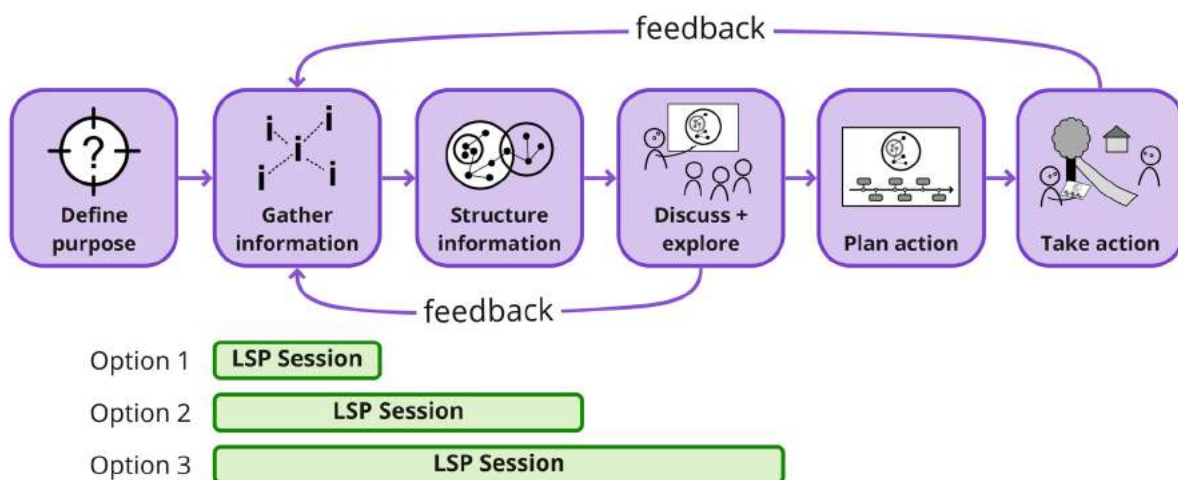 feedback
?
i i i i i
Define
purpose
Gather
information
Structure
information
Discuss +
explore
Plan action
Take action
feedback
Option 1 LSP Session
Option 2 LSP Session
Option 3 LSP Session